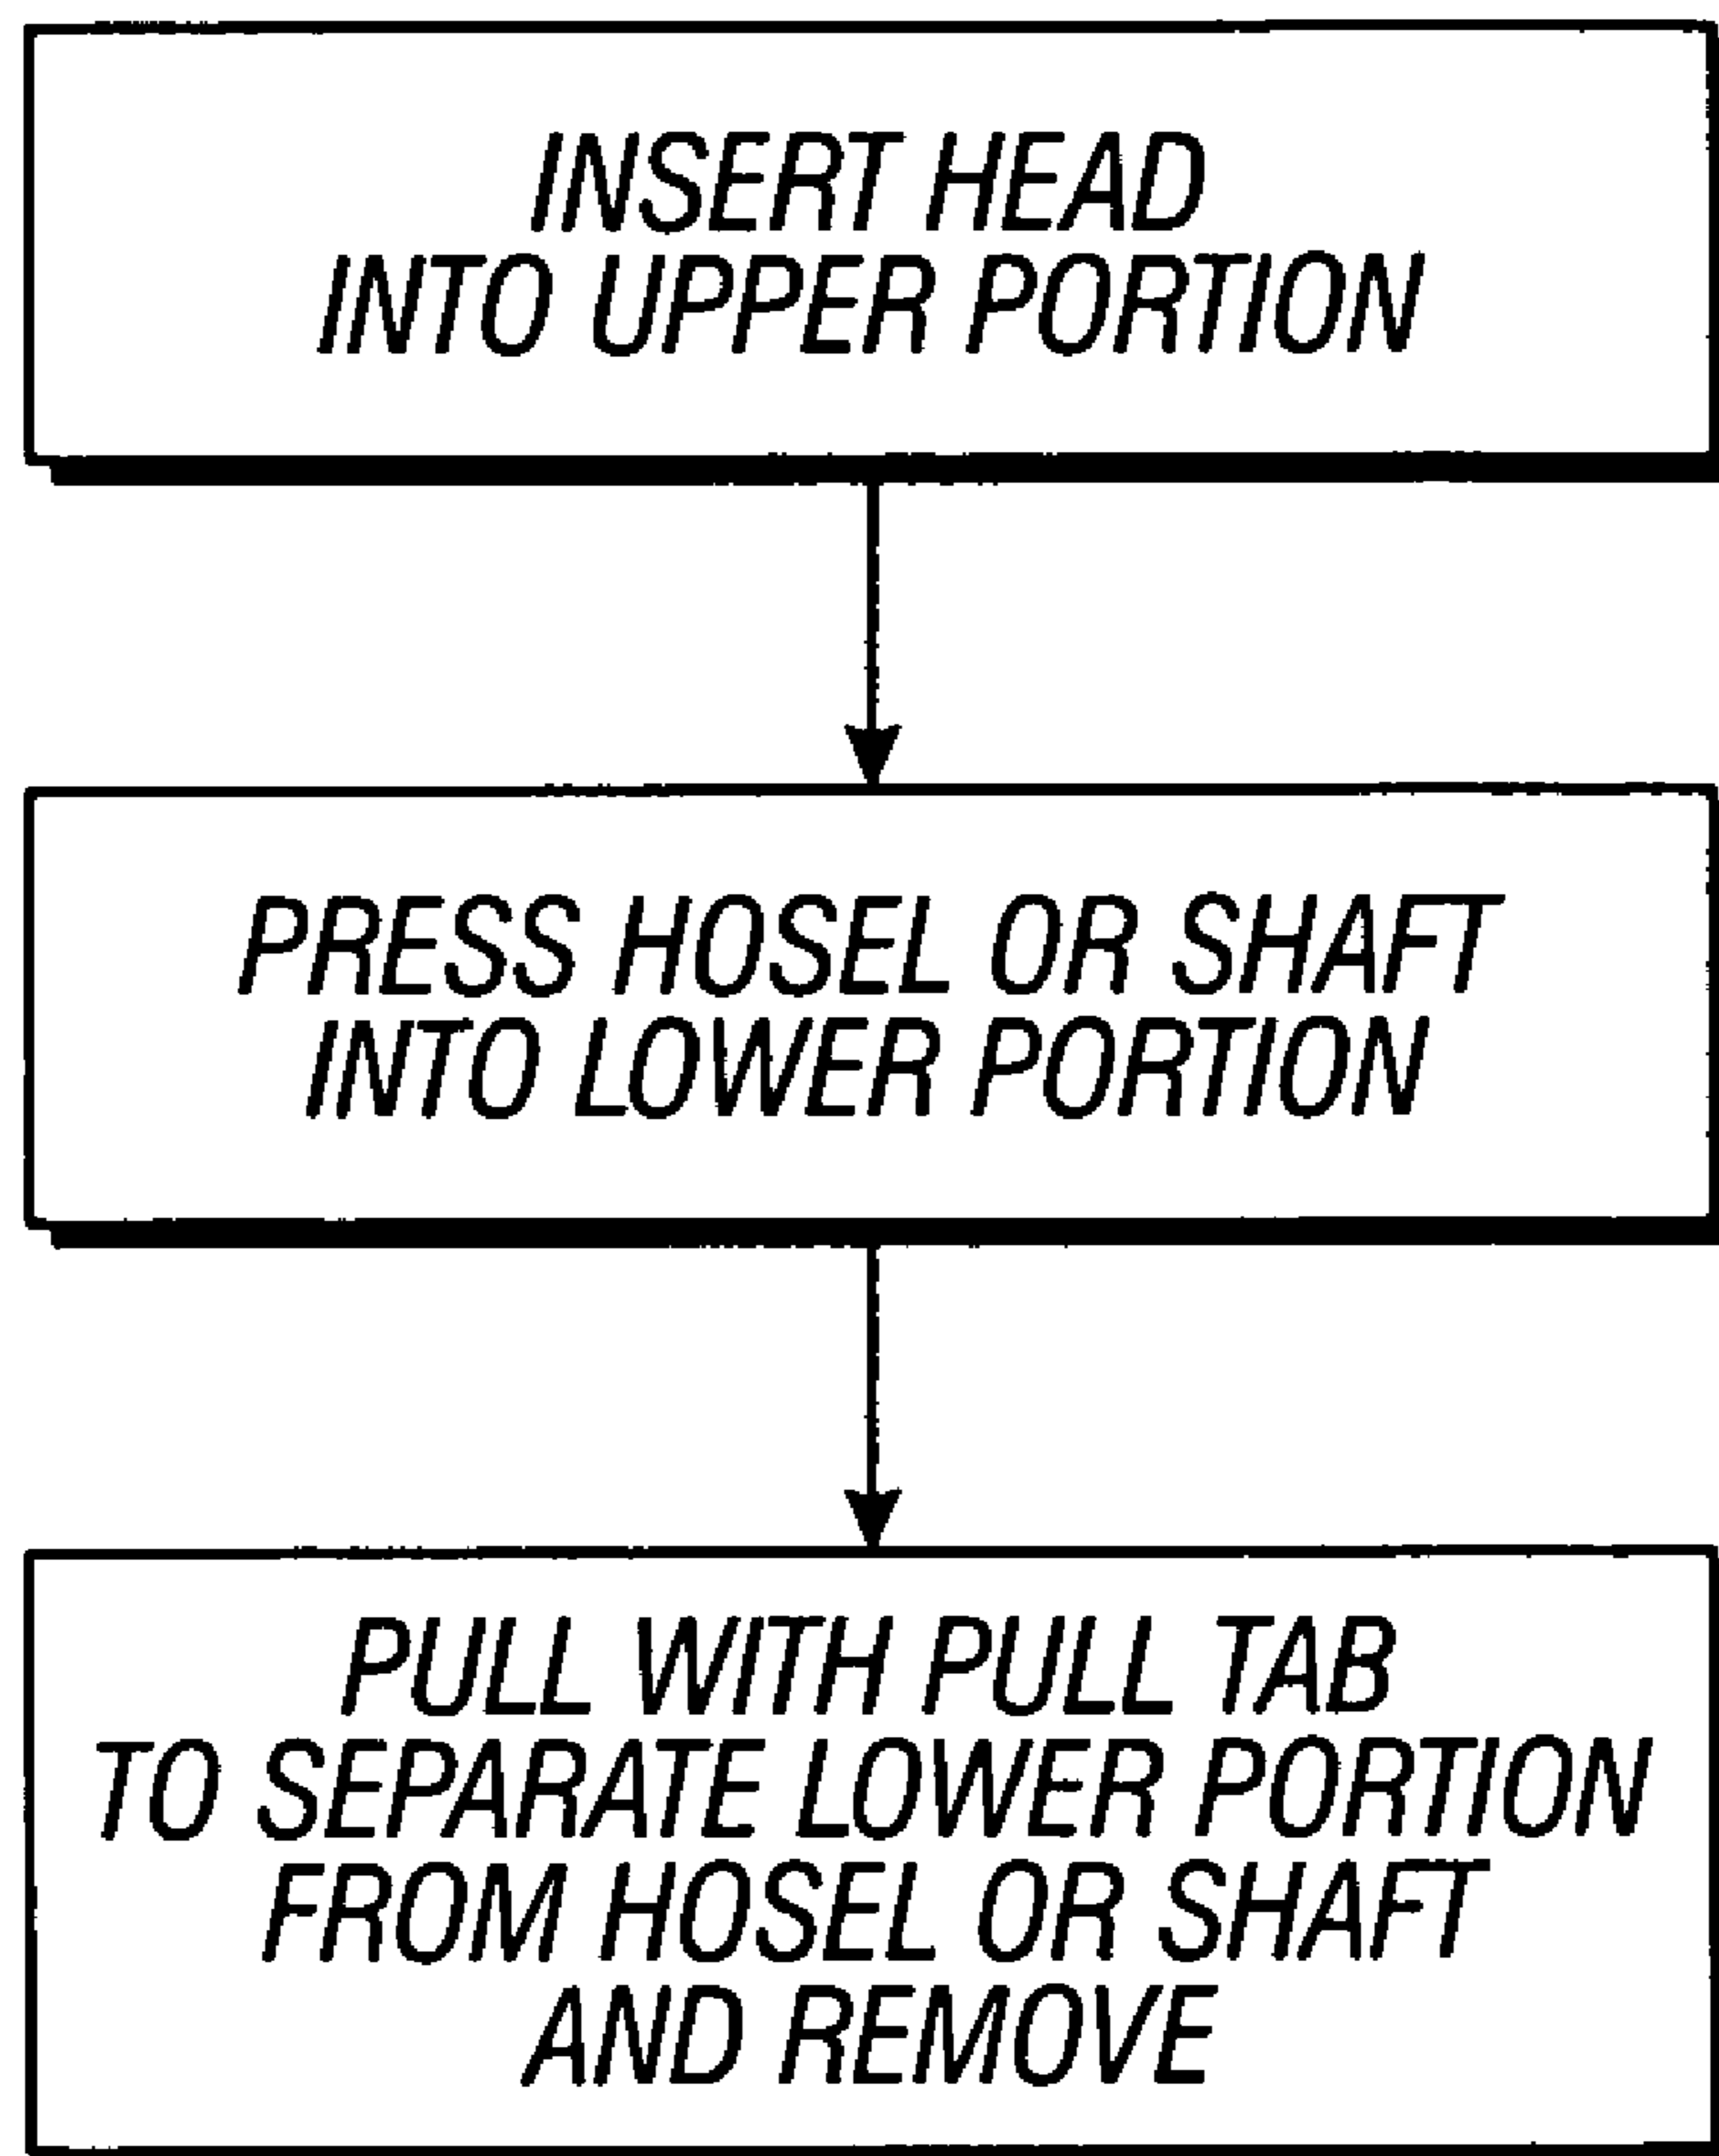 INSERT HEAD
INTO UPPER PORTION
PRESS HOSEL OR SHAFT
INTO LOWER PORTION
PULL WITH PULL TAB
TO SEPARATE LOWER PORTION
FROM HOSEL OR SHAFT
AND REMOVE